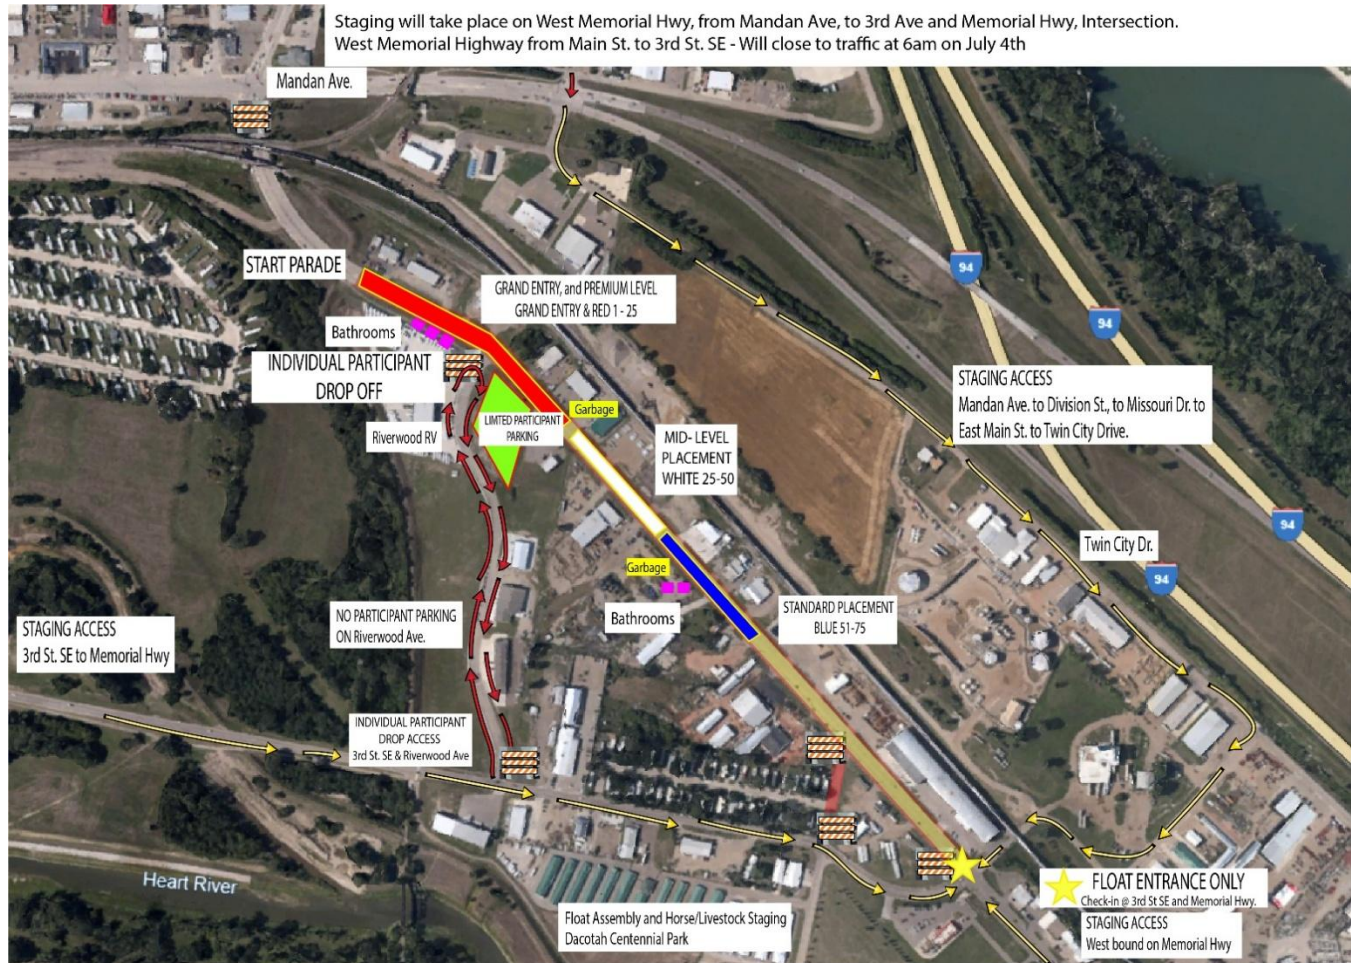 Staging will take place on West Memorial Hwy, from Mandan Ave, to 3rd Ave and Memorial Hwy, Intersection.
West Memorial Highway from Main St. to 3rd St. SE - Will close to traffic at 6am on July 4th
Mandan Ave.
START PARADE
GRAND ENTRY, and PREMIUM LEVEL
GRAND ENTRY & RED 1 - 25
94
94
Bathrooms
INDIVIDUAL PARTICIPANT
DROP OFF
STAGING ACCESS
Mandan Ave. to Division St., to Missouri Dr. to
East Main St. to Twin City Drive.
Garbage
LIMTED PARTICIPANT
PARKING
Riverwood RV
MID- LEVEL
PLACEMENT
WHITE 25-50
94
Twin City Dr.
94
Garbage
Bathrooms
STANDARD PLACEMENT
BLUE 51-75
NO PARTICIPANT PARKING
ON Riverwood Ave.
STAGING ACCESS
3rd St. SE to Memorial Hwy
INDIVIDUAL PARTICIPANT
DROP ACCESS
3rd St. SE & Riverwood Ave
Heart River
FLOAT ENTRANCE ONLY
Check-in @ 3rd St SE and Memorial Hwy.
Float Assembly and Horse/Livestock Staging
Dacotah Centennial Park
STAGING ACCESS
West bound on Memorial Hwy